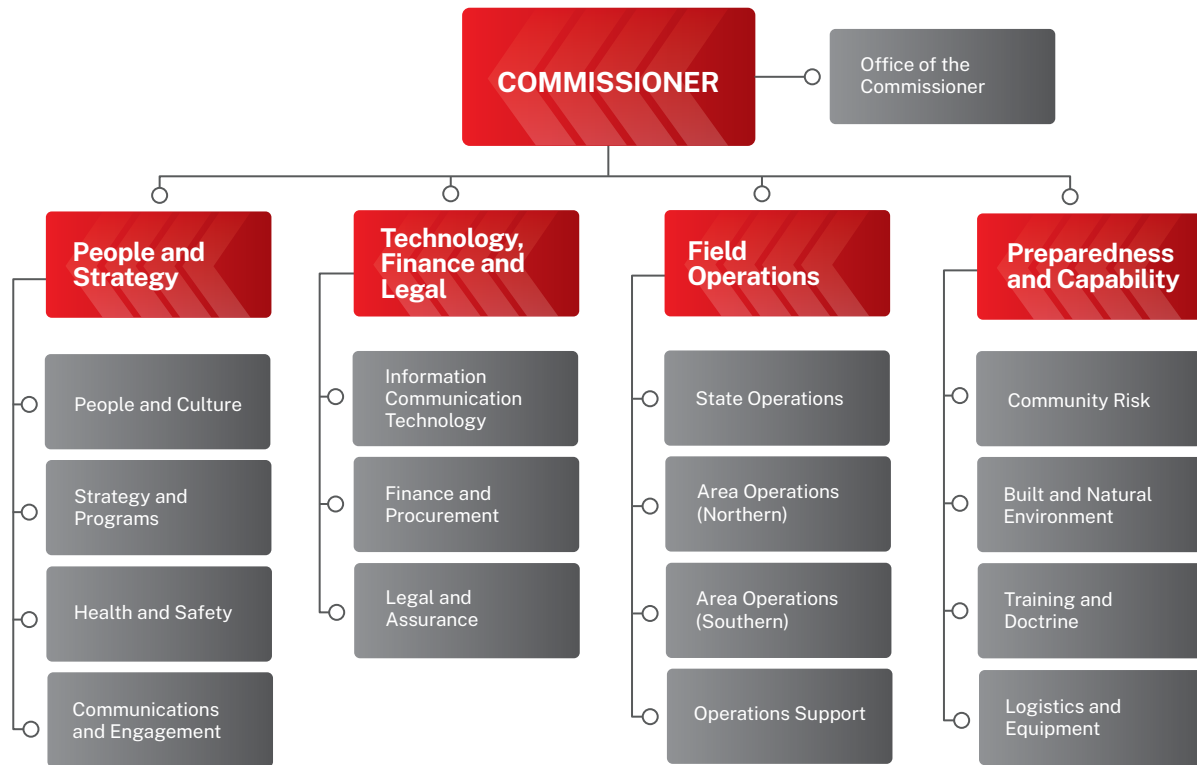 COMMISSIONER
Office of the
Commissioner
People and
Strategy
People and Culture
Strategy and
Programs
Health and Safety
Communications
and Engagement
Technology,
Finance and
Legal
Information
Communication
Technology
Finance and
Procurement
Legal and
Assurance
Field
Operations
State Operations
Area Operations
(Northern)
Area Operations
(Southern)
Operations Support
Preparedness
and Capability
Community Risk
Built and Natural
Environment
Training and
Doctrine
Logistics and
Equipment